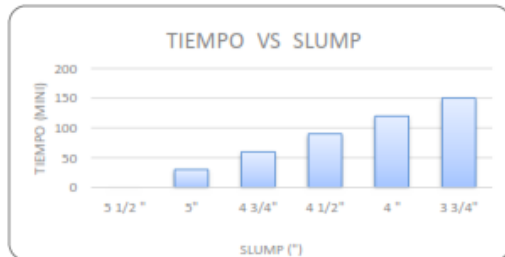 TIEMPO VS SLUMP
200
150
100
50
0
TIEMPO (MINI)
5 1/2 " 5" 4 3/4" 4 1/2" 4 " 3 3/4"
SLUMP (")